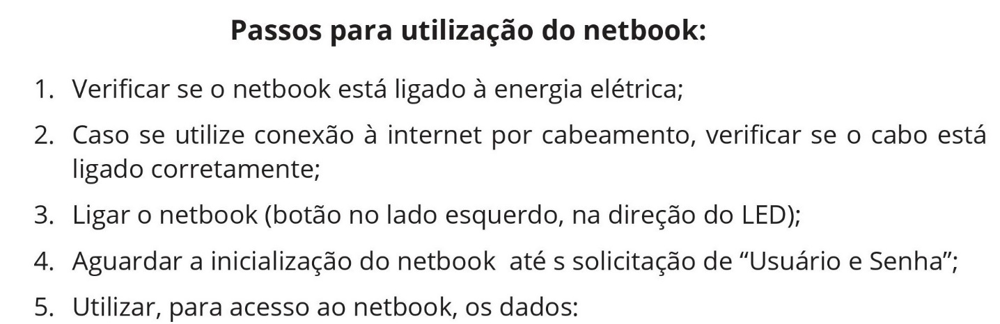 Passos para utilização do netbook:
1. Verificar se o netbook está ligado à energia elétrica;
2. Caso se utilize conexão à internet por cabeamento, verificar se o cabo está
ligado corretamente;
3. Ligar o netbook (botão no lado esquerdo, na direção do LED);
4. Aguardar a inicialização do netbook  até s solicitação de “Usuário e Senha”;
5. Utilizar, para acesso ao netbook, os dados: